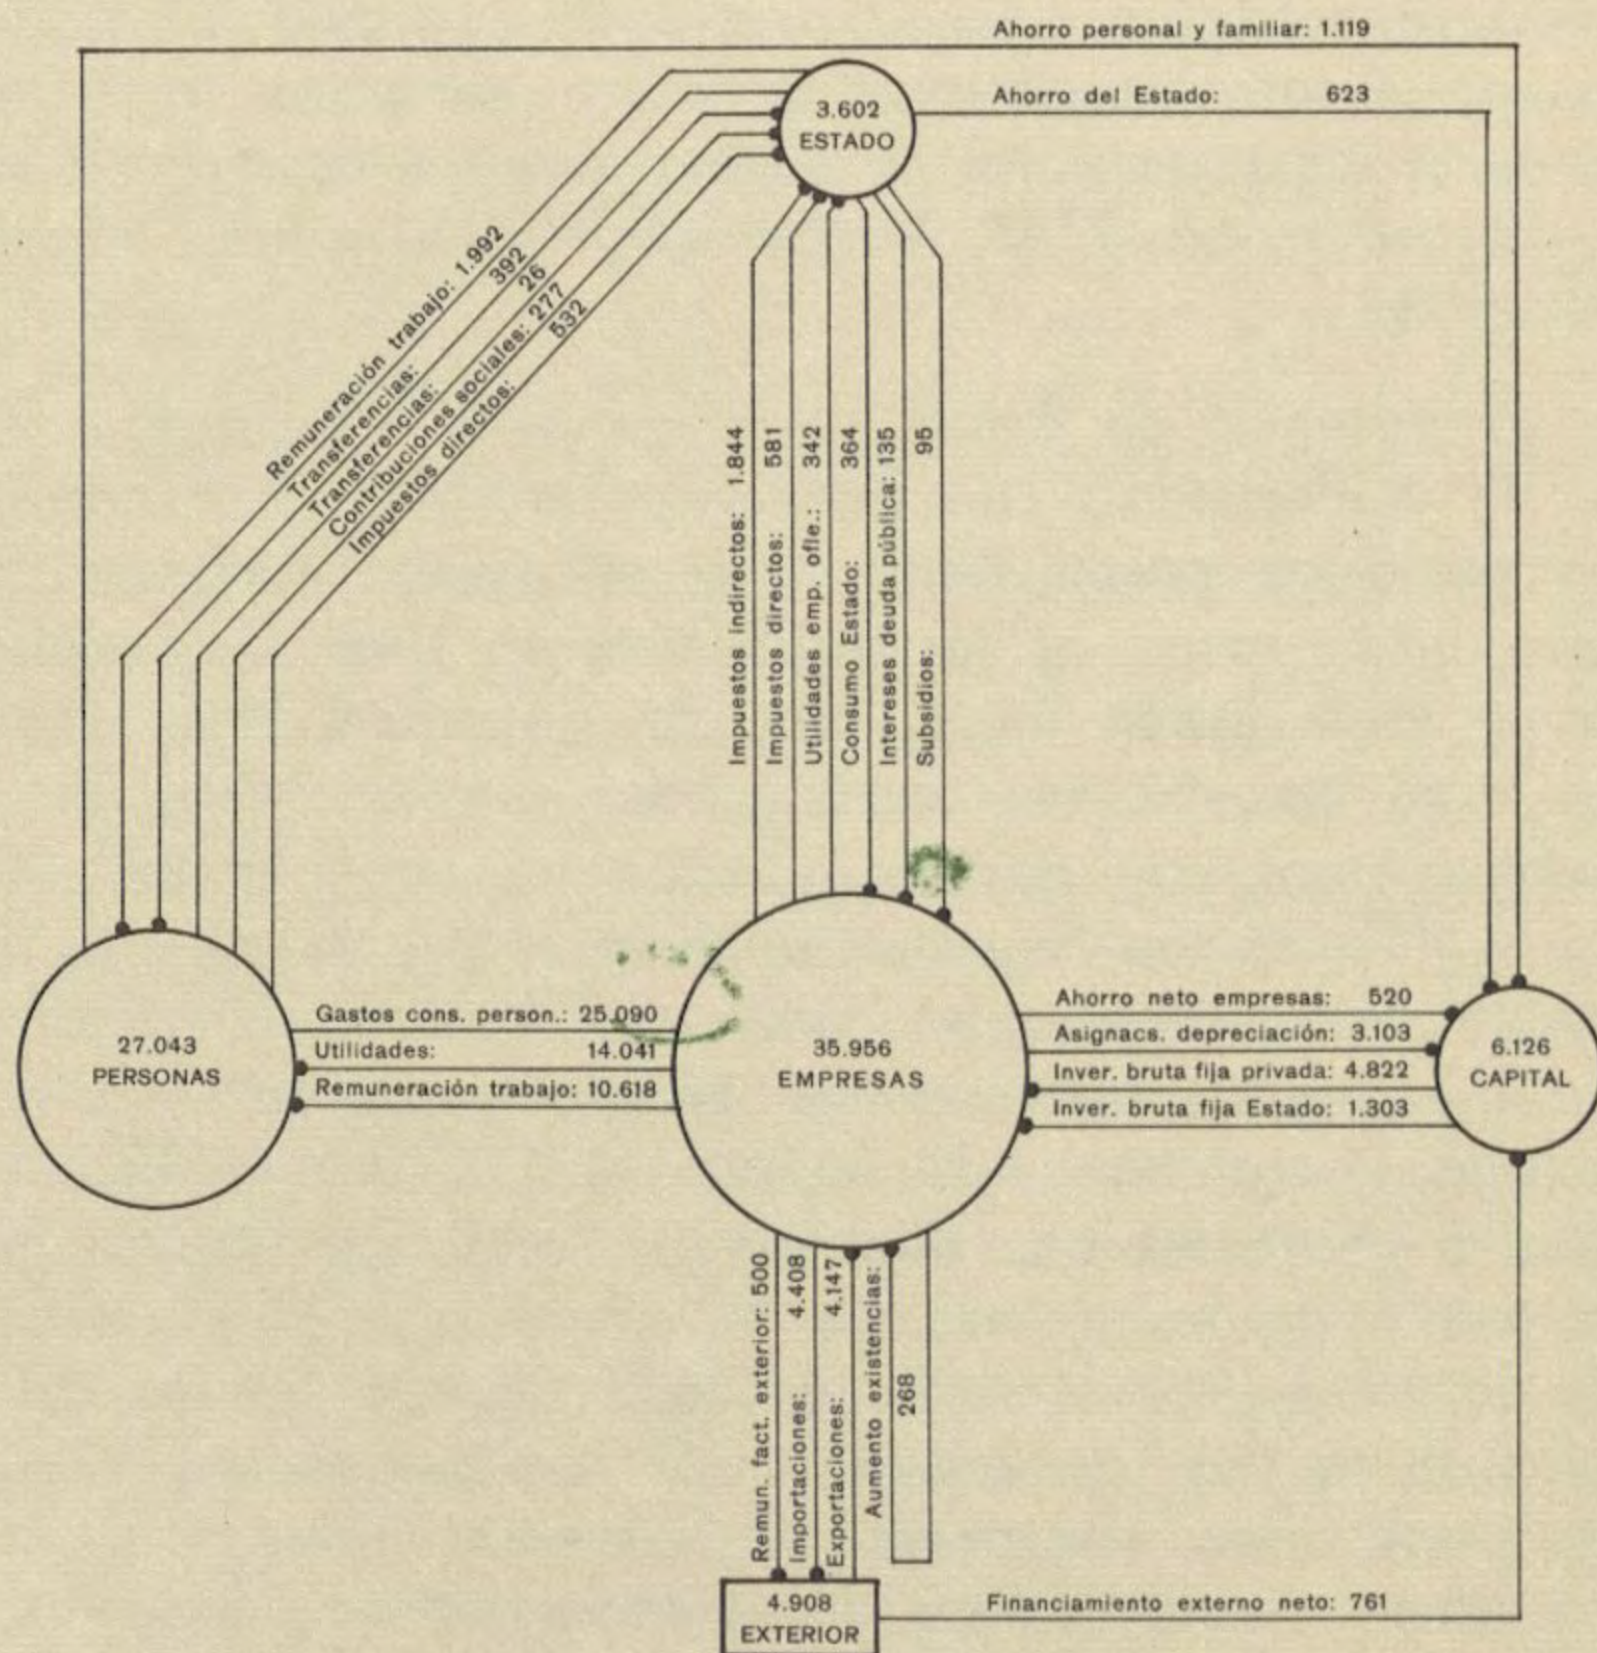 Ahorro personal y familiar: 1.119
Ahorro del Estado: 623
3.602
ESTADO
Remuneración trabajo: 1.992
Transferencias: 392
Transferencias: 26
Contribuciones sociales: 277
Impuestos directos: 532
Impuestos indirectos: 1.844
Impuestos directos: 581
Utilidades emp. ofie.: 342
Consumo Estado: 364
Intereses deuda pública: 135
Subsidios: 95
27.043
PERSONAS
Gastos cons. person.: 25.090
Utilidades: 14.041
Remuneración trabajo: 10.618
35.956
EMPRESAS
Ahorro neto empresas: 520
Asignacs. depreciación: 3.103
Inver. bruta fija privada: 4.822
Inver. bruta fija Estado: 1.303
6.126
CAPITAL
Remun. fact. exterior: 500
Importaciones: 4.408
Exportaciones: 4.147
Aumento existencias:
268
4.908
EXTERIOR
Financiamiento externo neto: 761